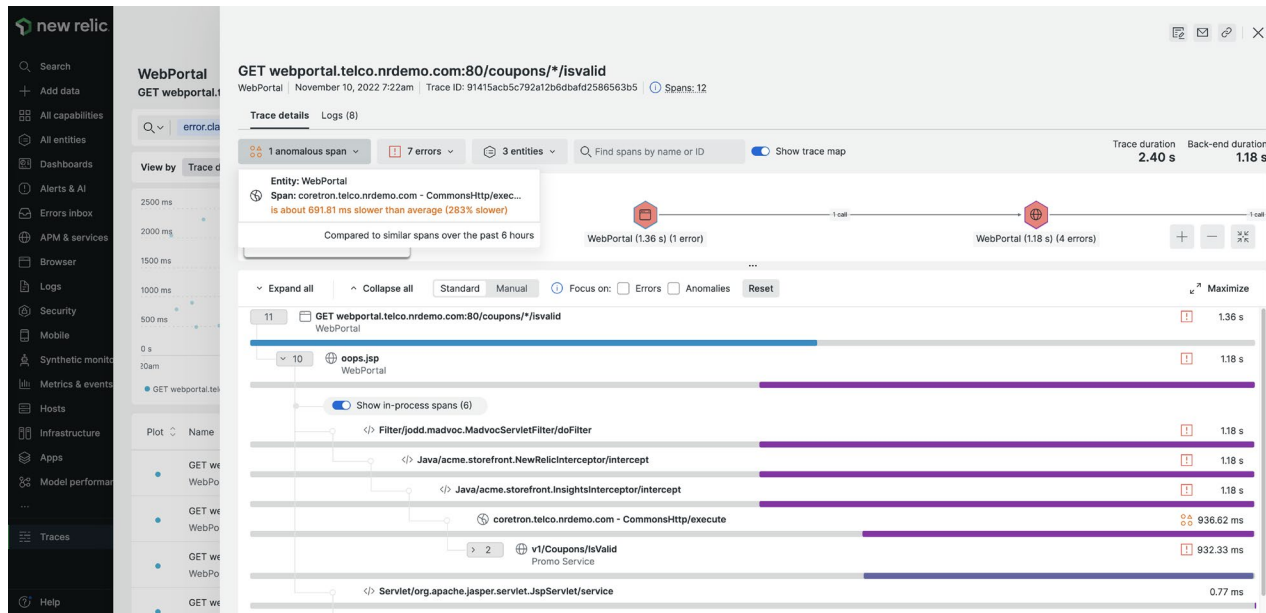 new relic
Search
Add data
All capabilities
All entities
Dashboards
Alerts & AI
Errors inbox
APM & services
Browser
Logs
Security
Mobile
Synthetic monito
Metrics & events
Hosts
Infrastructure
Apps
Model performan
...
Traces
Help
WebPortal
GET webportal.t
error.cla
View by Trace d
2500 ms
2000 ms
1500 ms
1000 ms
500 ms
0 s
20am
GET webportal.tel
Plot Name
GET we
WebPo
GET we
WebPo
GET we
WebPo
GET we
GET webportal.telco.nrdemo.com:80/coupons/*/isvalid
WebPortal November 10, 2022 7:22am Trace ID: 91415acb5c792a12b6dbafd2586563b5 Spans: 12
Trace details Logs (8)
1 anomalous span 7 errors 3 entities Find spans by name or ID Show trace map
Trace duration Back-end duration
2.40 s 1.18 s
Entity: WebPortal
Span: coretron.telco.nrdemo.com - CommonsHttp/exec...
is about 691.81 ms slower than average (283% slower)
Compared to similar spans over the past 6 hours
1 call 1 call
WebPortal (1.36 s) (1 error) WebPortal (1.18 s) (4 errors)
...
Expand all Collapse all Standard Manual Focus on: Errors Anomalies Reset Maximize
11 GET webportal.telco.nrdemo.com:80/coupons/*/isvalid 1.36 s
WebPortal
10 oops.jsp 1.18 s
WebPortal
Show in-process spans (6)
</> Filter/jodd.madvoc.MadvocServletFilter/doFilter 1.18 s
</> Java/acme.storefront.NewRelicInterceptor/intercept 1.18 s
</> Java/acme.storefront.InsightsInterceptor/intercept 1.18 s
coretron.telco.nrdemo.com - CommonsHttp/execute 936.62 ms
2 v1/Coupons/IsValid 932.33 ms
Promo Service
</> Servlet/org.apache.jasper.servlet.JspServlet/service 0.77 ms